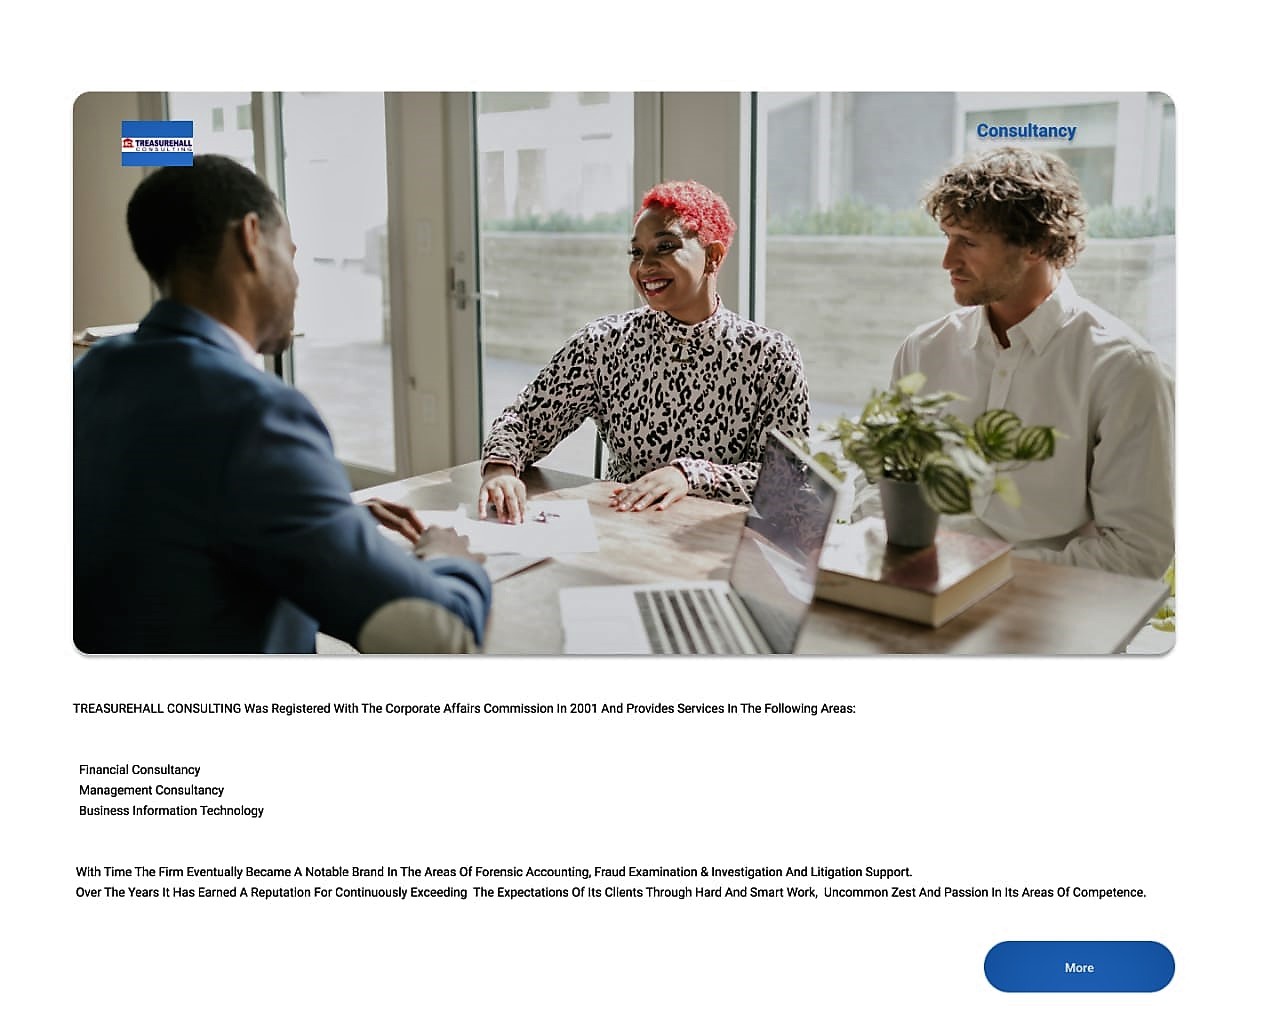 TREASUREHALL
CONSULTING
Consultancy
TREASUREHALL CONSULTING Was Registered With The Corporate Affairs Commission In 2001 And Provides Services In The Following Areas:
Financial Consultancy
Management Consultancy
Business Information Technology
With Time The Firm Eventually Became A Notable Brand In The Areas Of Forensic Accounting, Fraud Examination & Investigation And Litigation Support.
Over The Years It Has Earned A Reputation For Continuously Exceeding The Expectations Of Its Clients Through Hard And Smart Work, Uncommon Zest And Passion In Its Areas Of Competence.
More